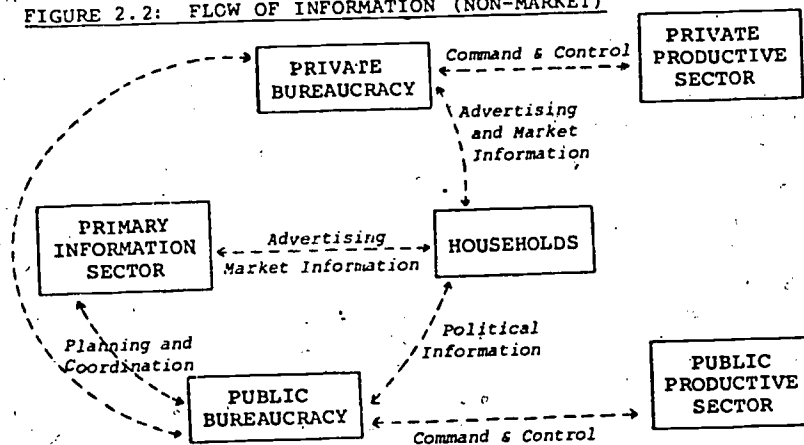 FIGURE 2.2: FLOW OF INFORMATION (NON-MARKET)
PRIVATE
BUREAUCRACY
Command & Control
PRIVATE
PRODUCTIVE
SECTOR
Advertising
and Market
Information
PRIMARY
INFORMATION
SECTOR
Advertising
Market Information
HOUSEHOLDS
Planning and
Coordination
Political
Information
PUBLIC
BUREAUCRACY
Command & Control
PUBLIC
PRODUCTIVE
SECTOR